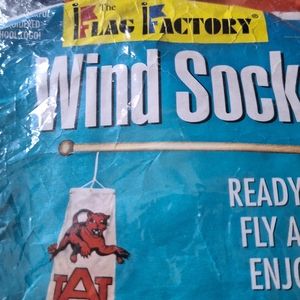 The
FLAG FACTORY®
Wind Sock
READY
FLY A
ENJO
AU